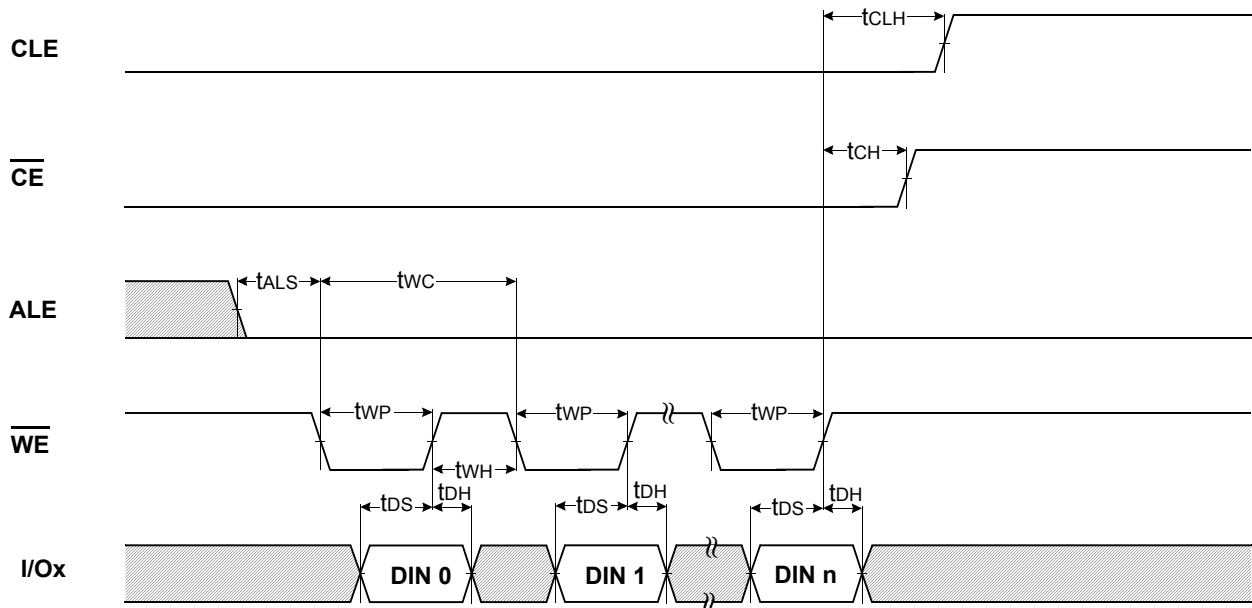 tCLH
CLE
tCH
CE
tALS
tWC
ALE
tWP
tWP
tWP
WE
tWH
tDS
tDH
tDS
tDH
tDS
tDH
I/Ox
DIN 0
DIN 1
DIN n